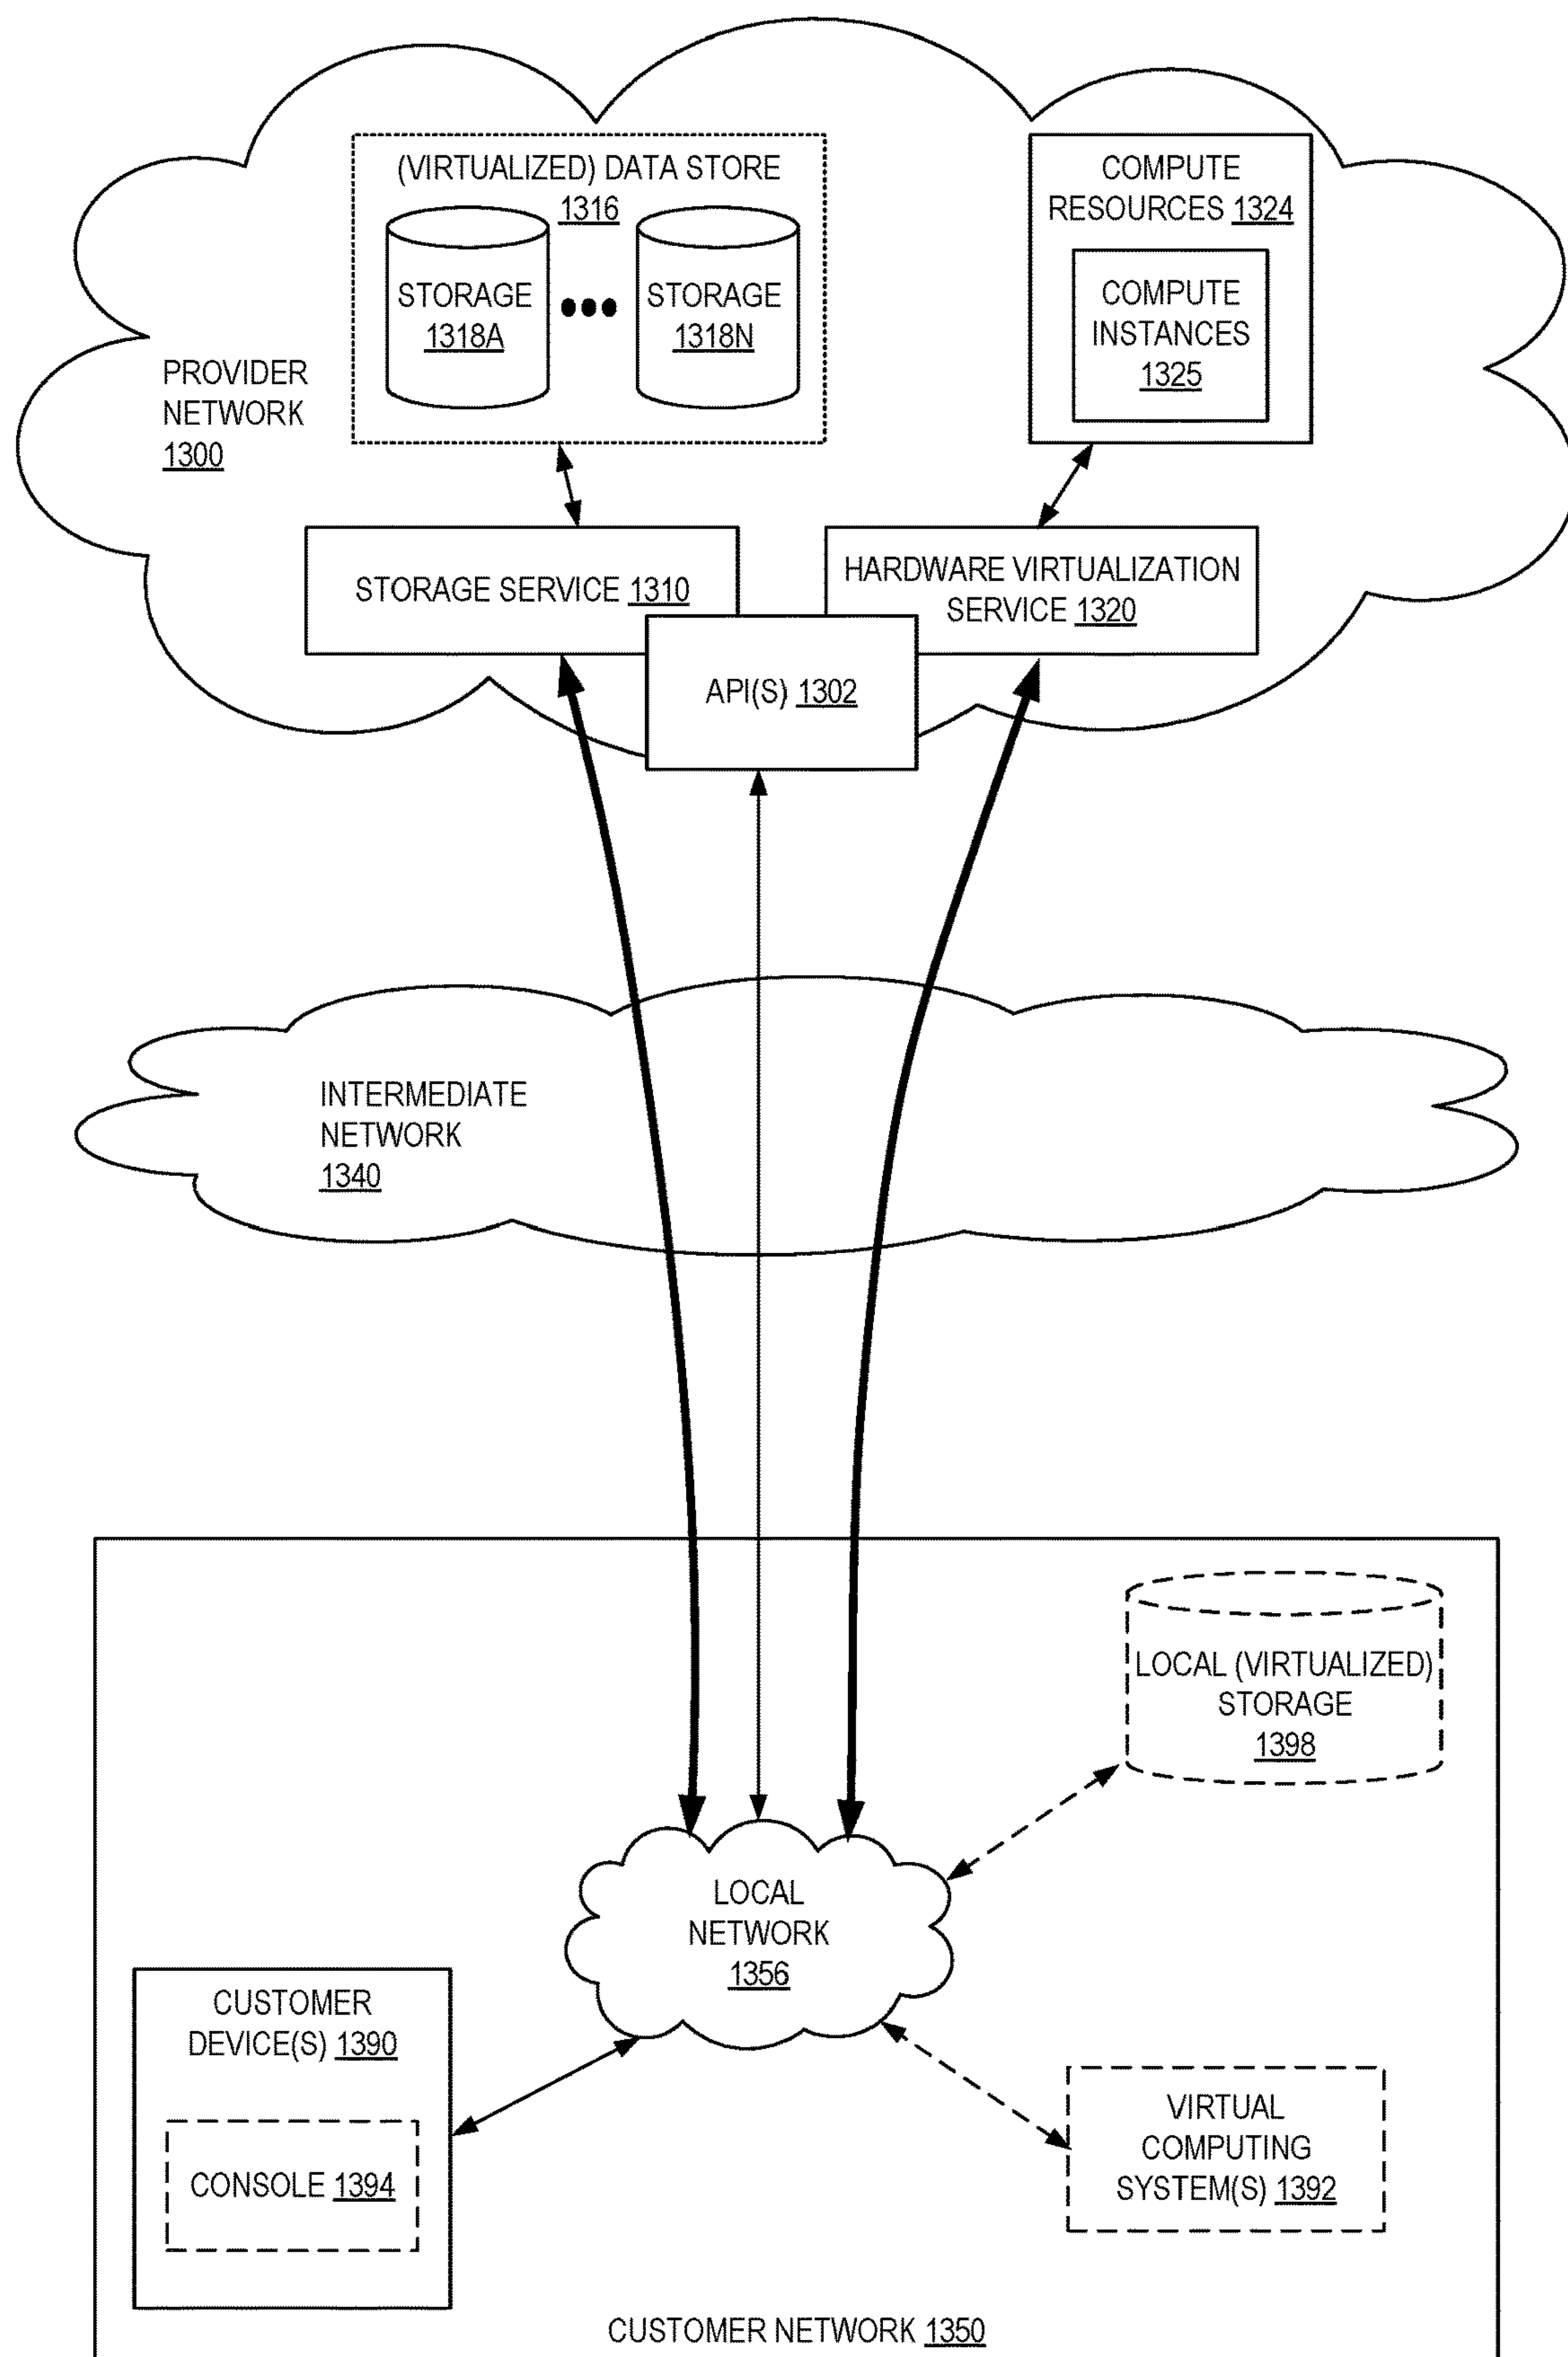 (VIRTUALIZED) DATA STORE
1316
STORAGE
1318A
STORAGE
1318N
COMPUTE
RESOURCES 1324
COMPUTE
INSTANCES
1325
PROVIDER
NETWORK
1300
STORAGE SERVICE 1310
HARDWARE VIRTUALIZATION
SERVICE 1320
API(S) 1302
INTERMEDIATE
NETWORK
1340
LOCAL (VIRTUALIZED)
STORAGE
1398
LOCAL
NETWORK
1356
CUSTOMER
DEVICE(S) 1390
CONSOLE 1394
VIRTUAL
COMPUTING
SYSTEM(S) 1392
CUSTOMER NETWORK 1350